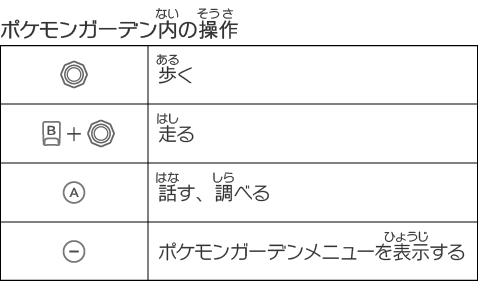 ポケモンガーデン内の操作
ない そうさ
歩く
ある
B + 走る
はし
A 話す、調べる
はな しら
− ポケモンガーデンメニューを表示する
ひょうじ